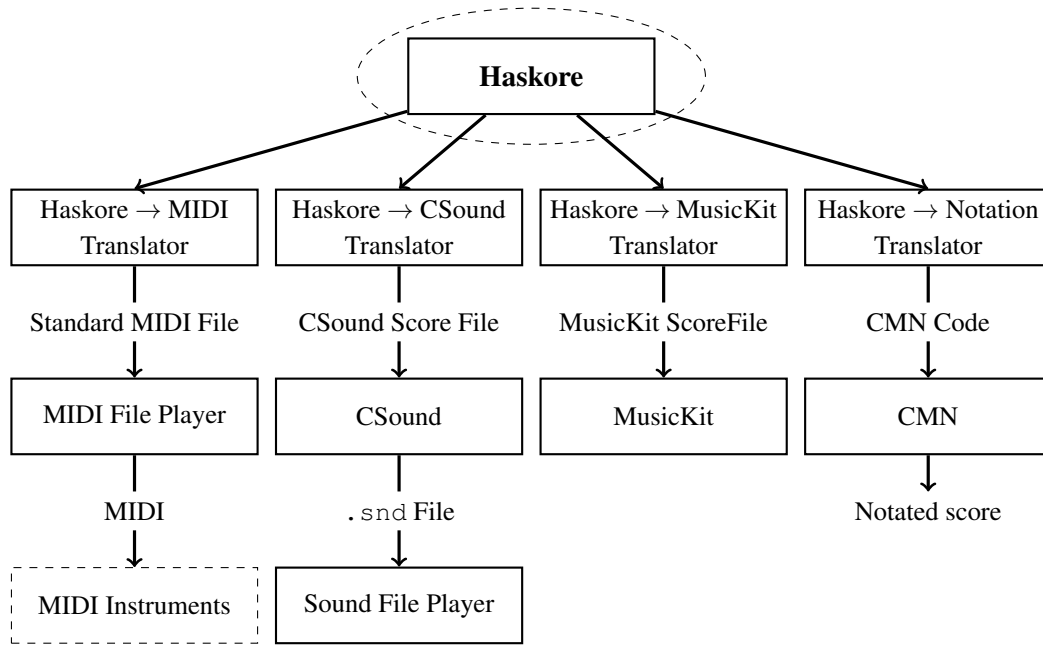 Haskore
Haskore → MIDI
Translator
Haskore → CSound
Translator
Haskore → MusicKit
Translator
Haskore → Notation
Translator
Standard MIDI File
CSound Score File
MusicKit ScoreFile
CMN Code
MIDI File Player
CSound
MusicKit
CMN
MIDI
.snd File
Notated score
MIDI Instruments
Sound File Player